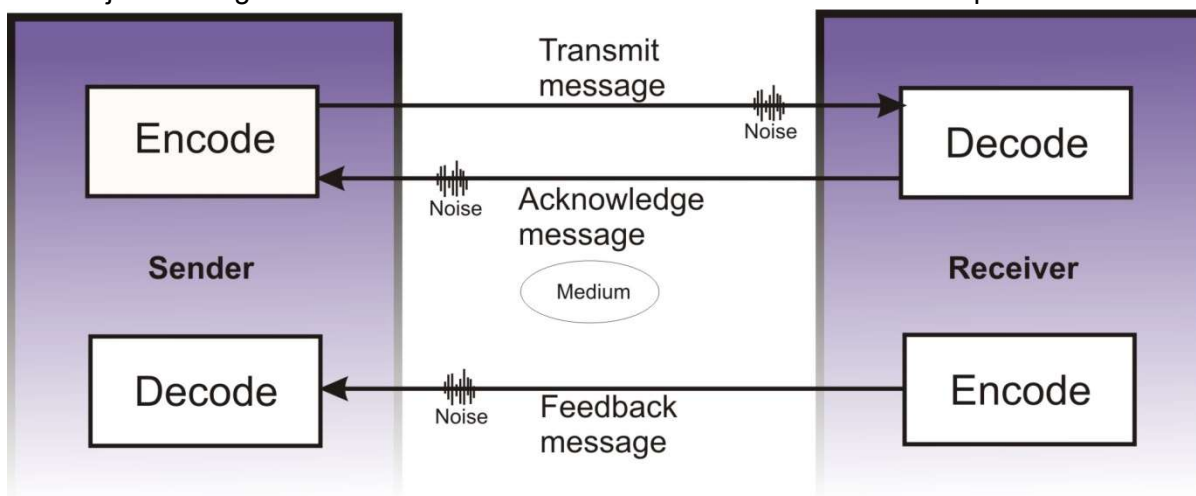 Transmit
message
Encode
Noise
Decode
Noise
Acknowledge
message
Sender
Receiver
Medium
Decode
Noise
Feedback
message
Encode